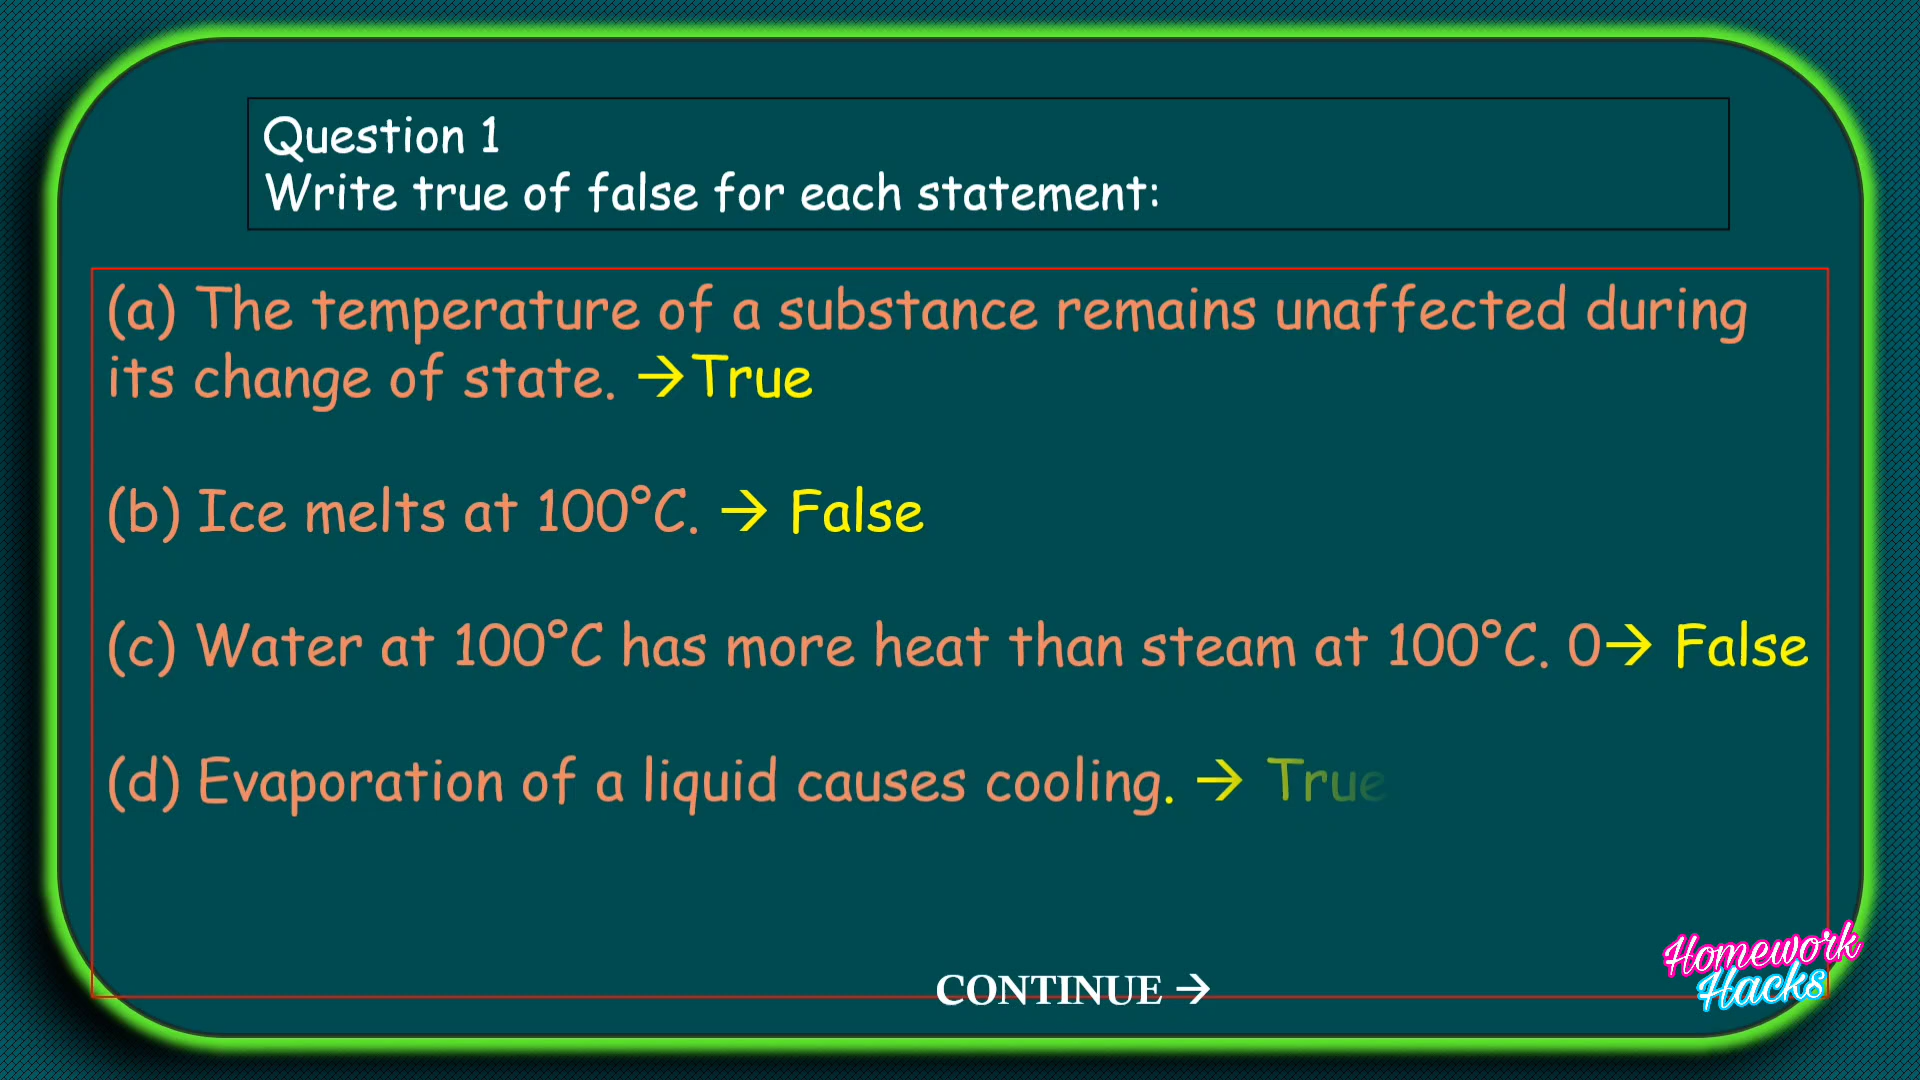 Question 1
Write true of false for each statement:
(a) The temperature of a substance remains unaffected during
its change of state. →True
(b) Ice melts at 100°C. → False
(c) Water at 100°C has more heat than steam at 100°C. 0→ False
(d) Evaporation of a liquid causes cooling. → True
CONTINUE →
Homework
Hacks